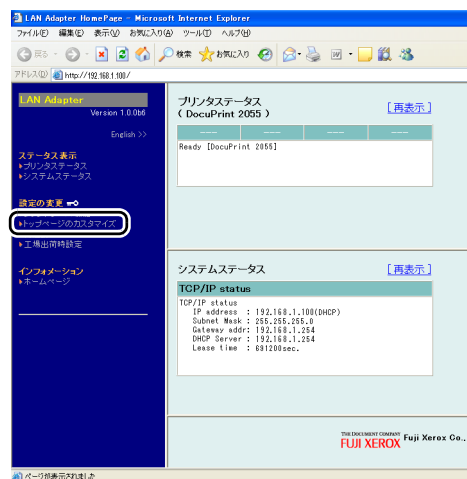 LAN Adapter HomePage - Microsoft Internet Explorer
ファイル(F) 編集(E) 表示(V) お気に入り(A) ツール(T) ヘルプ(H)
戻る 検索 お気に入り
アドレス(D) http://192.168.1.100/
LAN Adapter
Version 1.0.0b6
English >>
ステータス表示
プリンタステータス
システムステータス
設定の変更
トップページのカスタマイズ
工場出荷時設定
インフォメーション
ホームページ
プリンタステータス
( DocuPrint 2055 )
[再表示]
--- --- --- ---
Ready [DocuPrint 2055]
システムステータス
[再表示]
TCP/IP status
TCP/IP status
IP address : 192.168.1.100(DHCP)
Subnet Mask : 255.255.255.0
Gateway addr: 192.168.1.254
DHCP Server : 192.168.1.254
Lease time : 691200sec.
THE DOCUMENT COMPANY
FUJI XEROX
Fuji Xerox Co.,
ページが表示されました